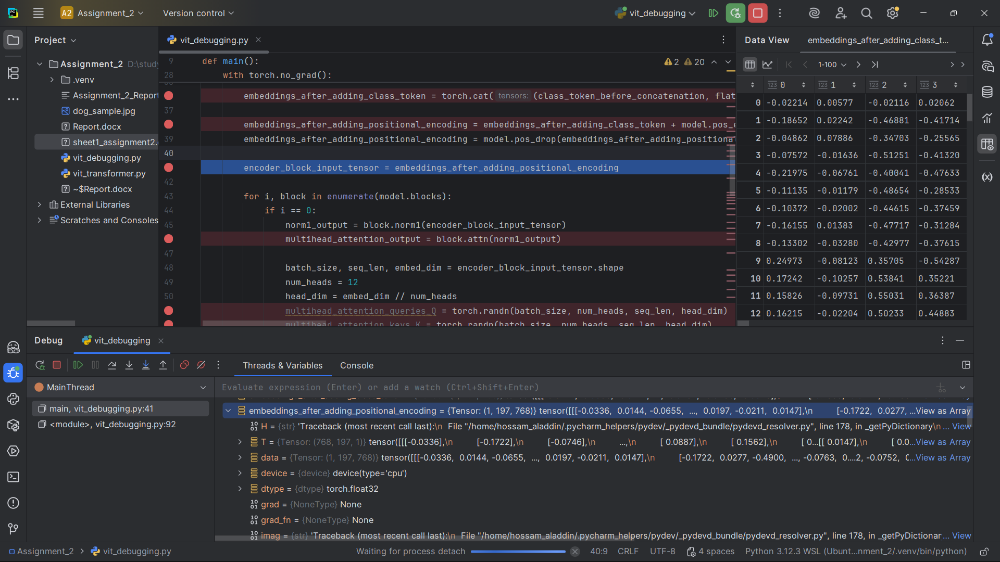 A2 Assignment_2
Version control
vit_debugging
Project
Assignment_2 D:\study
.venv
Assignment_2_Report
dog_sample.jpg
Report.docx
sheet1_assignment2.
vit_debugging.py
vit_transformer.py
~$Report.docx
External Libraries
Scratches and Consoles
vit_debugging.py
2 20
9 def main():
28 with torch.no_grad():
embeddings_after_adding_class_token = torch.cat( tensors: (class_token_before_concatenation, flat
37
embeddings_after_adding_positional_encoding = embeddings_after_adding_class_token + model.pos_e
39 embeddings_after_adding_positional_encoding = model.pos_drop(embeddings_after_adding_positional
40
encoder_block_input_tensor = embeddings_after_adding_positional_encoding
42
43 for i, block in enumerate(model.blocks):
44 if i == 0:
45 norm1_output = block.norm1(encoder_block_input_tensor)
multihead_attention_output = block.attn(norm1_output)
47
48 batch_size, seq_len, embed_dim = encoder_block_input_tensor.shape
49 num_heads = 12
50 head_dim = embed_dim // num_heads
multihead_attention_queries_Q = torch.randn(batch_size, num_heads, seq_len, head_dim)
multihead_attention_keys_K = torch.randn(batch_size, num_heads, seq_len, head_dim)
Data View embeddings_after_adding_class_t...
1-100
123 0 123 1 123 2 123 3
0 -0.02214 0.00577 -0.02116 0.02062
1 -0.18652 0.02242 -0.46881 -0.41714
2 -0.04862 0.07886 -0.34703 -0.25565
3 -0.07572 -0.01636 -0.51251 -0.41320
4 -0.21975 -0.06761 -0.40041 -0.47633
5 -0.11135 -0.01179 -0.48654 -0.28533
6 -0.10372 -0.02002 -0.44615 -0.37459
7 -0.16155 0.01383 -0.47717 -0.31284
8 -0.13302 -0.03280 -0.42977 -0.37615
9 0.24973 -0.08123 0.35705 -0.54287
10 0.17242 -0.10257 0.53841 0.35221
11 0.15826 -0.09731 0.55031 0.36387
12 0.16215 -0.02204 0.50233 0.44883
Debug vit_debugging
Threads & Variables Console
MainThread
main, vit_debugging.py:41
<module>, vit_debugging.py:92
Evaluate expression (Enter) or add a watch (Ctrl+Shift+Enter)
embeddings_after_adding_positional_encoding = {Tensor: (1, 197, 768)} tensor([[[-0.0336, 0.0144, -0.0655, ..., 0.0197, -0.0211, 0.0147],\n [-0.1722, 0.0277, ...View as Array
H = {str} 'Traceback (most recent call last):\n File "/home/hossam_aladdin/.pycharm_helpers/pydev/_pydevd_bundle/pydevd_resolver.py", line 178, in _getPyDictionary\n ... View
T = {Tensor: (768, 197, 1)} tensor([[[-0.0336],\n [-0.1722],\n [-0.0746],\n ...,\n [ 0.0887],\n [ 0.1562],\n [ 0...[[ 0.0147],\n [ 0.0...View as Array
data = {Tensor: (1, 197, 768)} tensor([[[-0.0336, 0.0144, -0.0655, ..., 0.0197, -0.0211, 0.0147],\n [-0.1722, 0.0277, -0.4900, ..., -0.0763, 0....2, -0.0752, 0...View as Array
device = {device} device(type='cpu')
dtype = {dtype} torch.float32
grad = {NoneType} None
grad_fn = {NoneType} None
imag = {str} 'Traceback (most recent call last):\n File "/home/hossam_aladdin/.pycharm_helpers/pydev/_pydevd_bundle/pydevd_resolver.py", line 178, in _getPyDictionar... View
Assignment_2 > vit_debugging.py
Waiting for process detach
40:9 CRLF UTF-8 4 spaces Python 3.12.3 WSL (Ubunt...nment_2/.venv/bin/python)